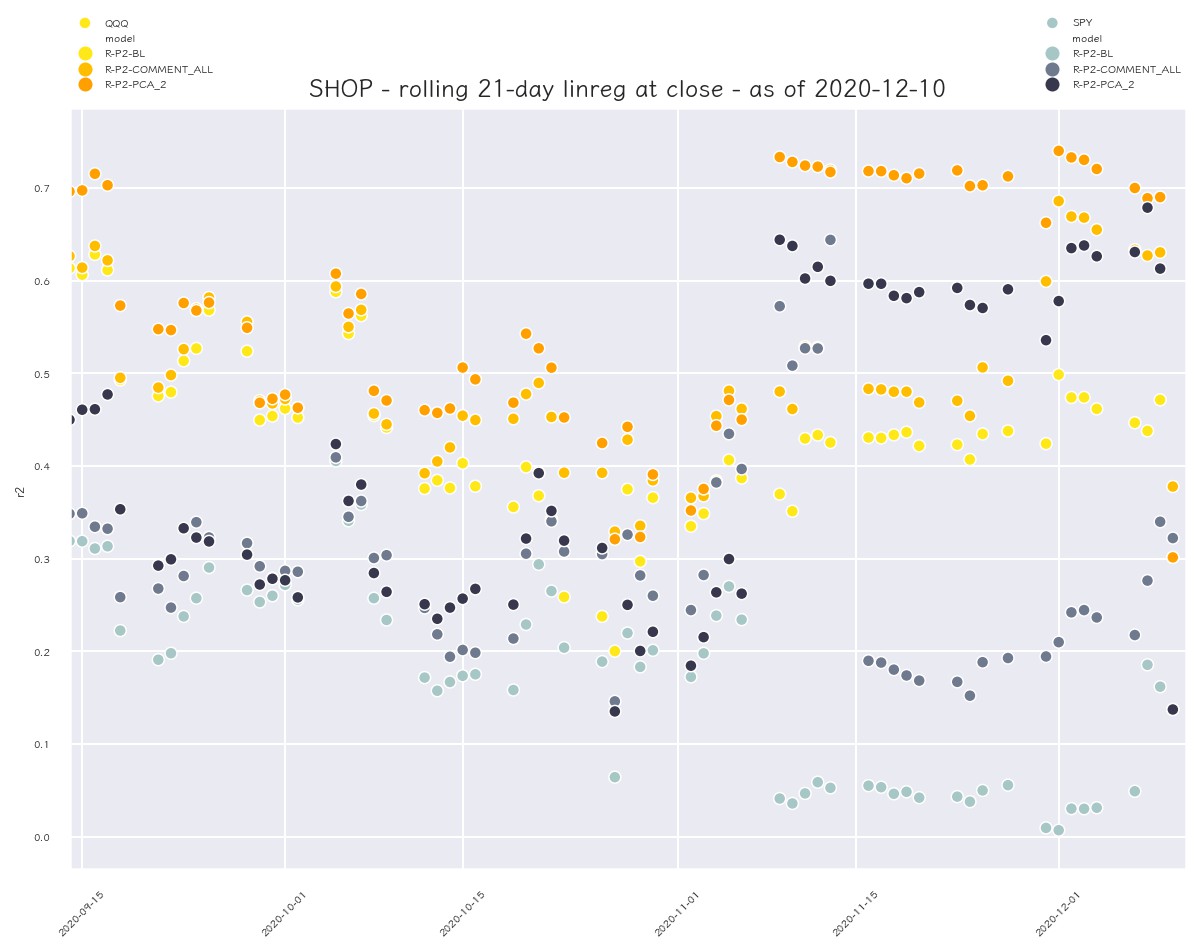 QQQ
model
R-P2-BL
R-P2-COMMENT_ALL
R-P2-PCA_2
SPY
model
R-P2-BL
R-P2-COMMENT_ALL
R-P2-PCA_2
SHOP - rolling 21-day linreg at close - as of 2020-12-10
0.7
0.6
0.5
0.4
r2
0.3
0.2
0.1
0.0
2020-09-15
2020-10-01
2020-10-15
2020-11-01
2020-11-15
2020-12-01